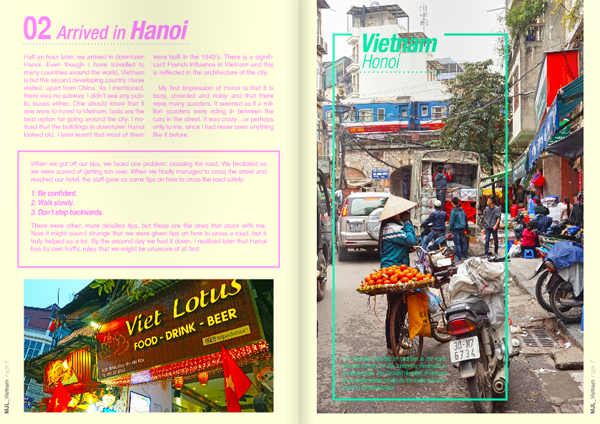 02 Arrived in Hanoi
Half an hour later, we arrived in downtown
Hanoi. Even though I have travelled to
many countries around the world, Vietnam
is but the second developing country I have
visited, apart from China. As I mentioned,
there was no subway. I didn't see any pub-
lic buses either. One should know that if
one were to travel to Vietnam, taxis are the
best option for going around the city. I no-
ticed that the buildings in downtown Hanoi
looked old. I later learnt that most of them
were built in the 1940's. There is a signifi-
cant French influence in Vietnam and this
is reflected in the architecture of the city.
My first impression of Hanoi is that it is
busy, crowded and noisy and that there
were many scooters. It seemed as if a mil-
lion scooters were riding in between the
cars in the street. It was crazy…or perhaps
only to me, since I had never seen anything
like it before.
When we got off our bus, we faced one problem: crossing the road. We hesitated as
we were scared of getting run over. When we finally managed to cross the street and
reached our hotel, the staff gave us some tips on how to cross the road safely:
1. Be confident.
2. Walk slowly.
3. Don't step backwards.
There were other, more detailed tips, but these are the ones that stuck with me.
Now it might sound strange that we were given tips on how to cross a road, but it
truly helped us a lot. By the second day we had it down. I realized later that Hanoi
has its own traffic rules that we might be unaware of at first.
Viet Lotus
FOOD - DRINK - BEER
tripadvisor
MJL_Vietnam
Vietnam
Honoi
30-N7
6734
MJL_Vietnam